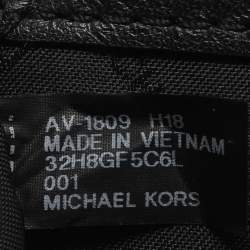 AV-1809 H18
MADE IN VIETNAM
32H8GF5C6L
001
MICHAEL KORS